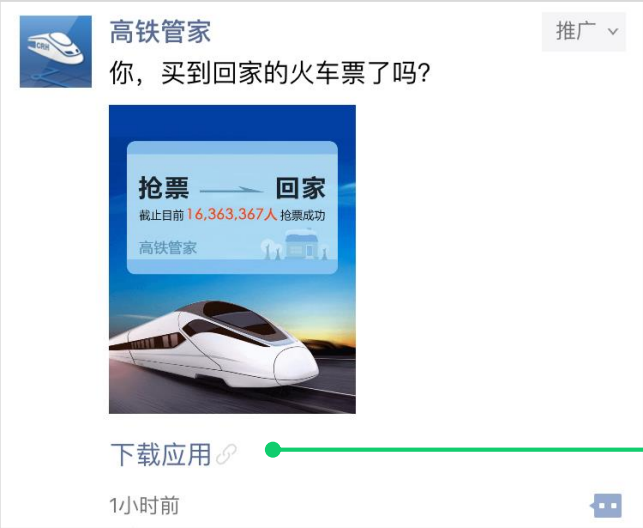 高铁管家
推广
你，买到回家的火车票了吗？
CRH
抢票 回家
截止目前16,363,367人抢票成功
高铁管家
下载应用
1小时前